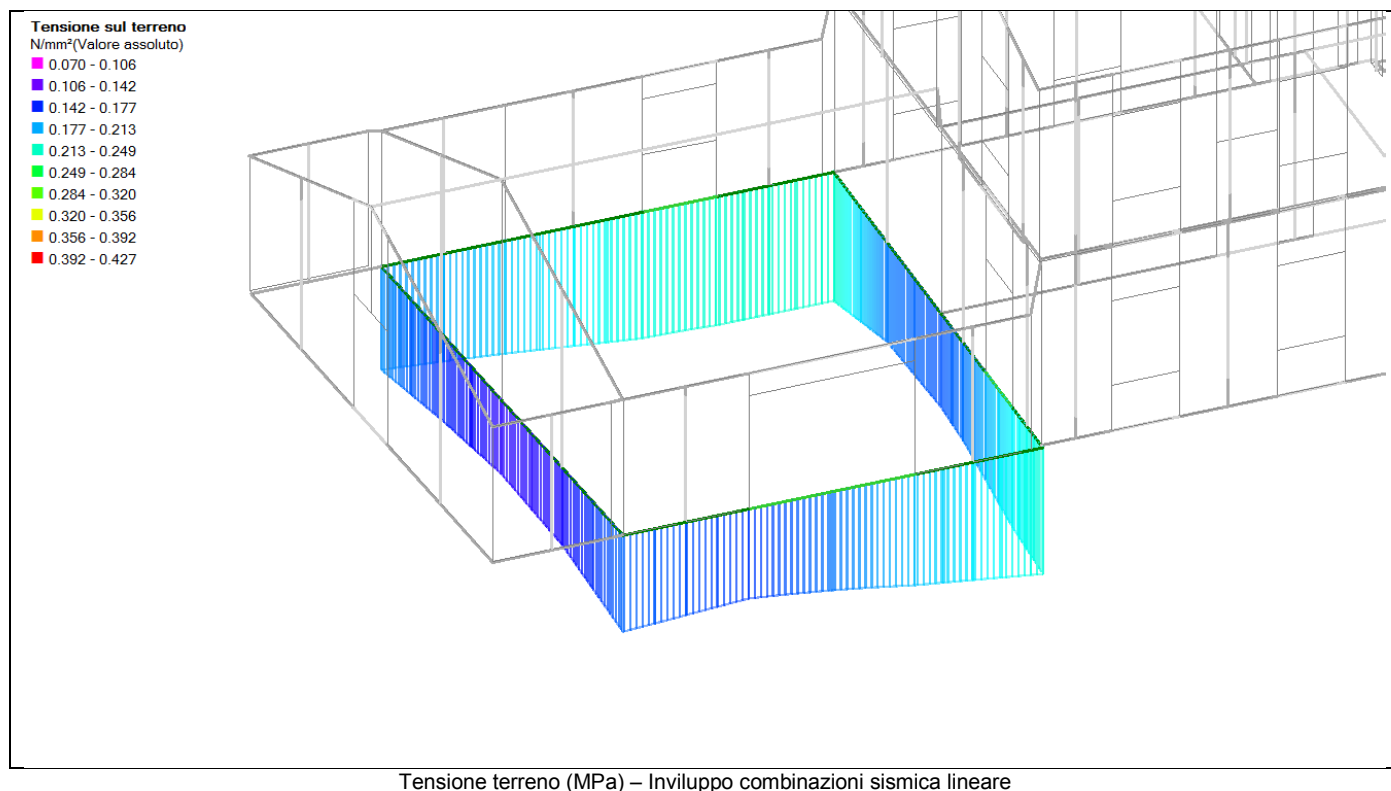 Tensione sul terreno
N/mm²(Valore assoluto)
0.070 - 0.106
0.106 - 0.142
0.142 - 0.177
0.177 - 0.213
0.213 - 0.249
0.249 - 0.284
0.284 - 0.320
0.320 - 0.356
0.356 - 0.392
0.392 - 0.427
Tensione terreno (MPa) – Inviluppo combinazioni sismica lineare